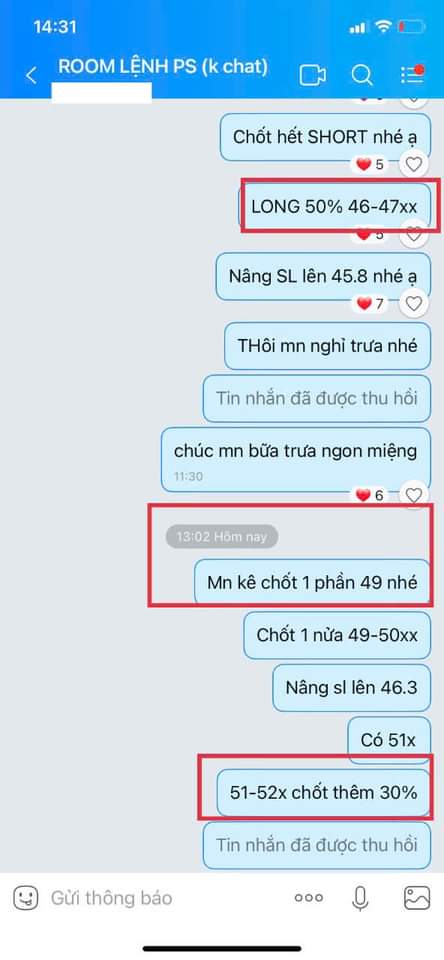 14:31
ROOM LỆNH PS (k chat)
Chốt hết SHORT nhé ạ
5
LONG 50% 46-47xx
5
Nâng SL lên 45.8 nhé ạ
7
THôi mn nghỉ trưa nhé
Tin nhắn đã được thu hồi
chúc mn bữa trưa ngon miệng
11:30
6
13:02 Hôm nay
Mn kê chốt 1 phần 49 nhé
Chốt 1 nửa 49-50xx
Nâng sl lên 46.3
Có 51x
51-52x chốt thêm 30%
Tin nhắn đã được thu hồi
Gửi thông báo